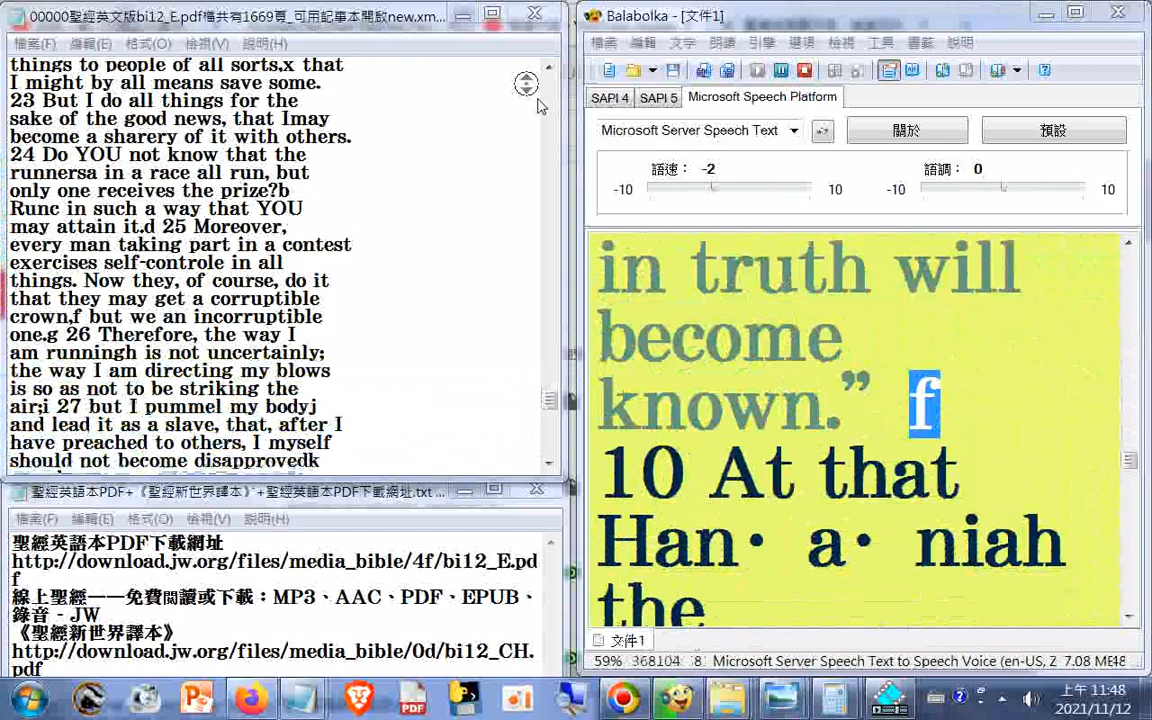 00000聖經英文版bi12_E.pdf檔共有1669頁_可用記事本開啟new.xm...
檔案(F) 編輯(E) 格式(O) 檢視(V) 說明(H)
things to people of all sorts,x that
I might by all means save some.
23 But I do all things for the
sake of the good news, that Imay
become a sharery of it with others.
24 Do YOU not know that the
runnersa in a race all run, but
only one receives the prize?b
Runc in such a way that YOU
may attain it.d 25 Moreover,
every man taking part in a contest
exercises self-controle in all
things. Now they, of course, do it
that they may get a corruptible
crown,f but we an incorruptible
one.g 26 Therefore, the way I
am runningh is not uncertainly;
the way I am directing my blows
is so as not to be striking the
air;i 27 but I pummel my bodyj
and lead it as a slave, that, after I
have preached to others, I myself
should not become disapprovedk
聖經英語本PDF+《聖經新世界譯本》+聖經英語本PDF下載網址.txt ...
檔案(F) 編輯(E) 格式(O) 檢視(V) 說明(H)
聖經英語本PDF下載網址
http://download.jw.org/files/media_bible/4f/bi12_E.pd
f
線上聖經——免費閱讀或下載：MP3、AAC、PDF、EPUB、
錄音 - JW
《聖經新世界譯本》
http://download.jw.org/files/media_bible/0d/bi12_CH.
pdf
Balabolka - [文件1]
檔案 編輯 文字 朗讀 引擎 選項 檢視 工具 書籤 說明
SAPI 4 SAPI 5 Microsoft Speech Platform
Microsoft Server Speech Text 關於 預設
語速： -2 語調： 0
-10 10 -10 10
in truth will
become
known.” f
10 At that
Han· a· niah
the
文件1
59% 368104 Microsoft Server Speech Text to Speech Voice (en-US, Z 7.08 MB
上午 11:48
2021/11/12